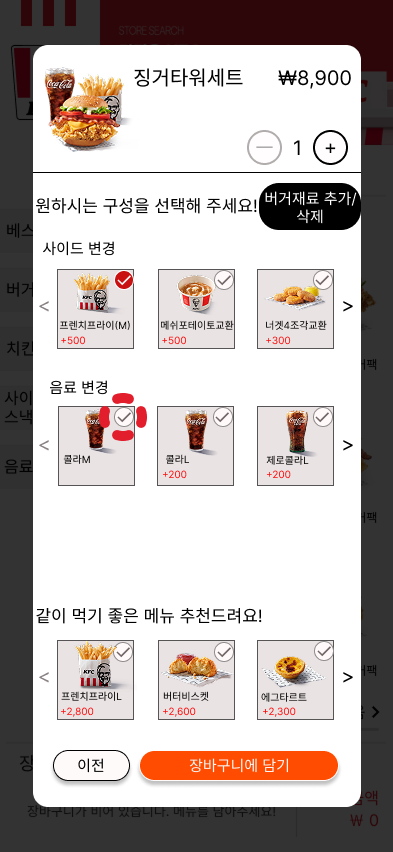 STORE SEARCH
징거타워세트 ₩8,900
1
원하시는 구성을 선택해 주세요!
버거재료 추가/
삭제
사이드 변경
< 프렌치프라이(M) 메쉬포테이토교환 너겟4조각교환 >
+500 +500 +300
음료 변경
< 콜라M 콜라L 제로콜라L >
+200 +200
같이 먹기 좋은 메뉴 추천드려요!
< 프렌치프라이L 버터비스켓 에그타르트 >
+2,800 +2,600 +2,300
이전 장바구니에 담기
베스
버거
치킨
사이
스낵
음료
장바구니가 비어 있습니다. 메뉴를 담아주세요!
₩ 0